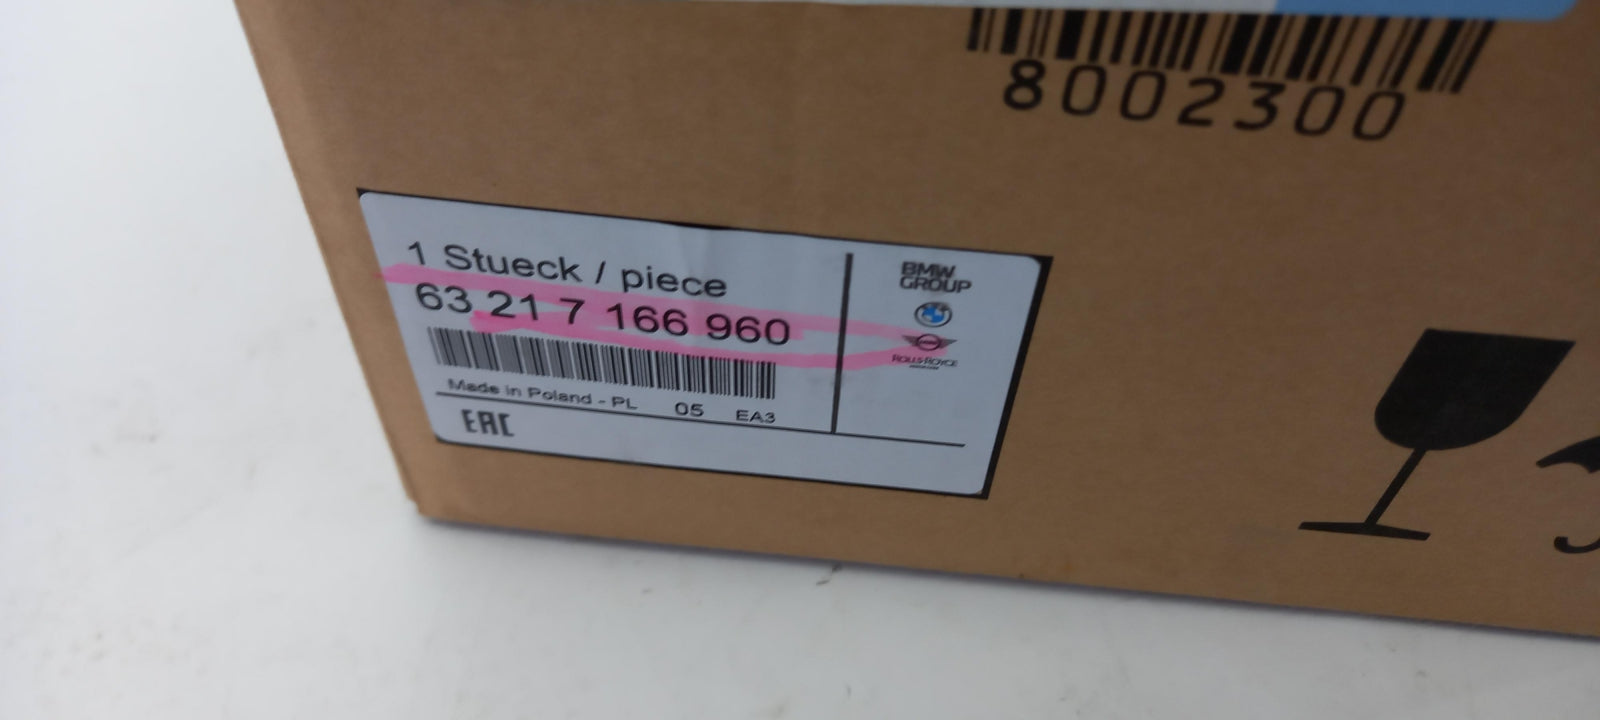 8002300
1 Stueck / piece
63 21 7 166 960
Made in Poland - PL 05 EA3
EAC
BMW
GROUP
ROLLS-ROYCE